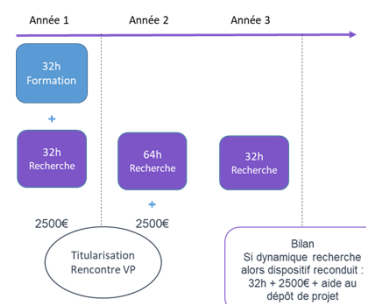 Année 1
Année 2
Année 3
32h
Formation
+
32h
Recherche
64h
Recherche
32h
Recherche
+
2500€
2500€
Titularisation
Rencontre VP
Bilan
Si dynamique recherche
alors dispositif reconduit :
32h + 2500€ + aide au
dépôt de projet